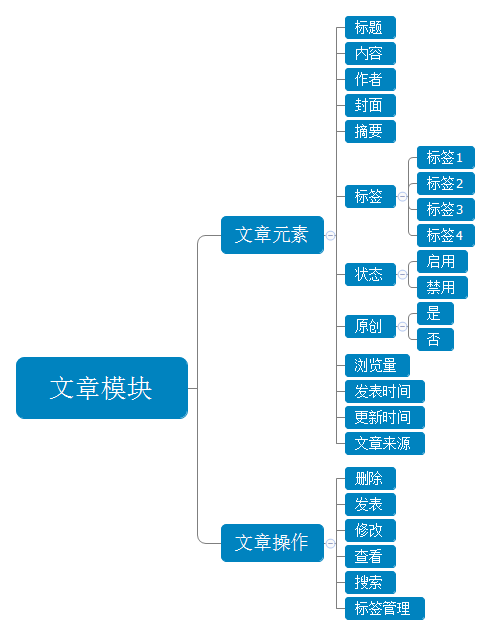 文章模块
文章元素
标题
内容
作者
封面
摘要
标签
标签1
标签2
标签3
标签4
状态
启用
禁用
原创
是
否
浏览量
发表时间
更新时间
文章来源
文章操作
删除
发表
修改
查看
搜索
标签管理